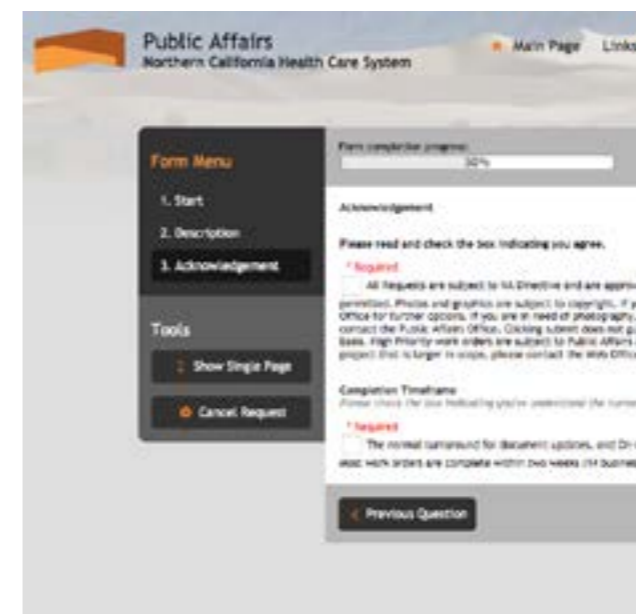 Public Affairs
Northern California Health Care System
Main Page Links
Form Menu
1. Start
2. Description
3. Acknowledgement
Tools
Show Single Page
Cancel Request
Form completion progress:
50%
Acknowledgement
Please read and check the box indicating you agree.
* Required
All Requests are subject to VA Directive and are
permitted. Photos and graphics are subject to copyright. If
Office for further options. If you are in need of photography,
contact the Public Affairs Office. Clicking submit does not
basis. High Priority work orders are subject to Public Affairs
project that is larger in scope, please contact the Web
Completion Timeframe
Please check the box indicating you've understand the
* Required
The normal turnaround for document updates, and
Most work orders are complete within two weeks (14
Previous Question